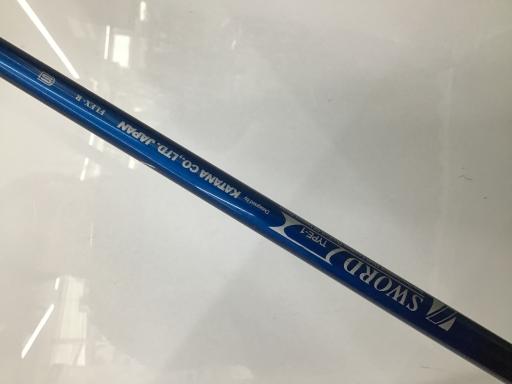 SWORD
TYPE-1
Designed by KATANA CO., LTD. JAPAN
FLEX-R